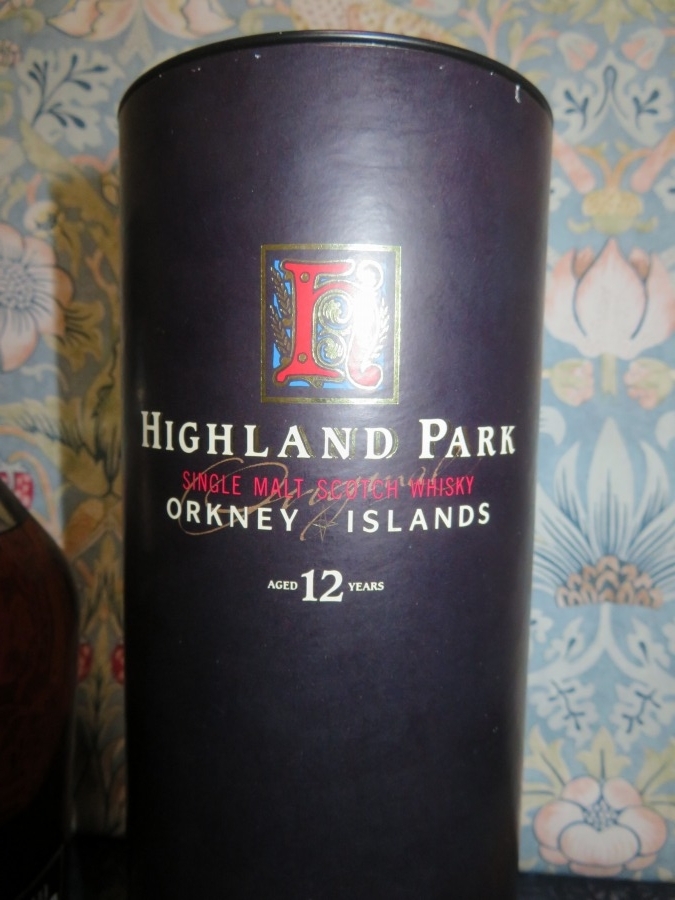 H
HIGHLAND PARK
SINGLE MALT SCOTCH WHISKY
Original
ORKNEY ISLANDS
AGED 12 YEARS